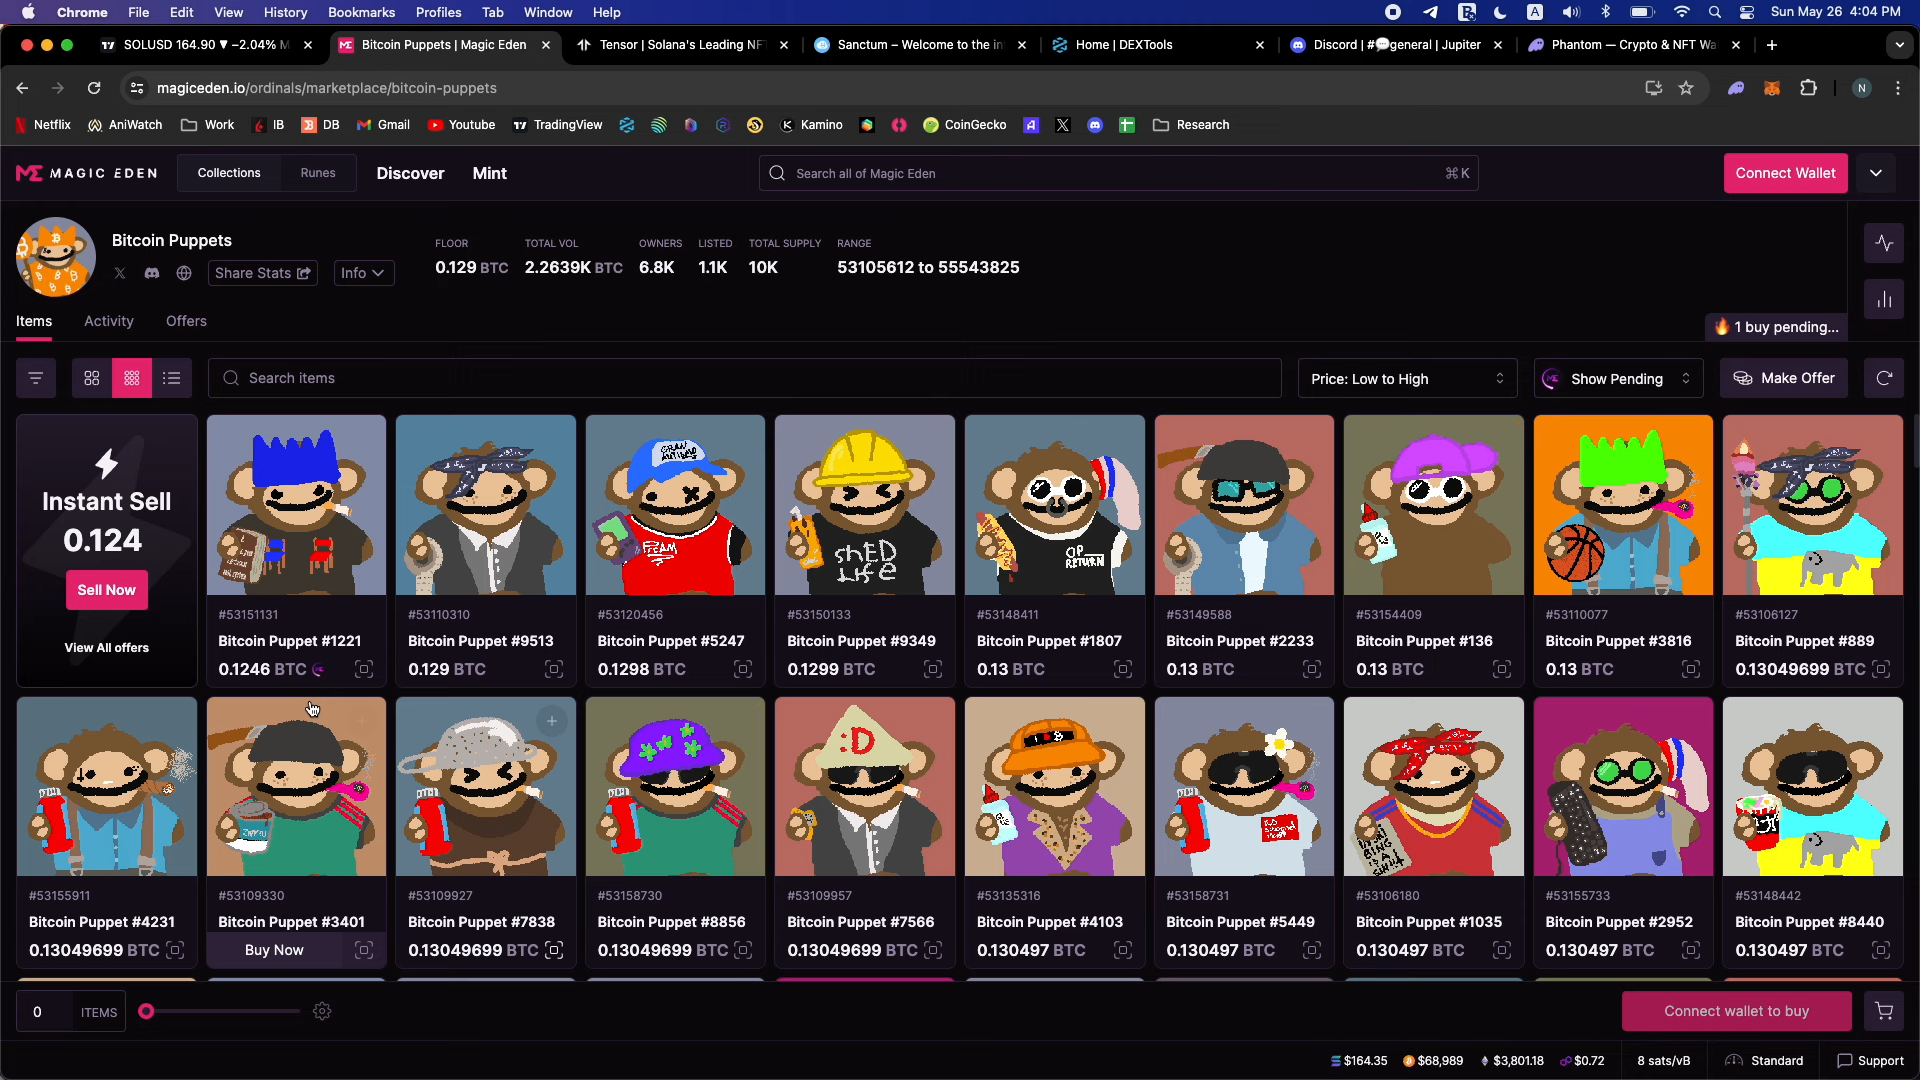 Chrome File Edit View History Bookmarks Profiles Tab Window Help
A Sun May 26 4:04 PM
SOLUSD 164.90 ▼ −2.04%
Bitcoin Puppets | Magic Eden
Tensor | Solana's Leading NF
Sanctum – Welcome to the in
Home | DEXTools
Discord | #💬general | Jupiter
Phantom — Crypto & NFT Wa
magiceden.io/ordinals/marketplace/bitcoin-puppets
N
Netflix AniWatch Work IB DB Gmail Youtube TradingView Kamino CoinGecko Research
MAGIC EDEN Collections Runes Discover Mint Search all of Magic Eden ⌘K Connect Wallet
Bitcoin Puppets
Share Stats Info
FLOOR TOTAL VOL OWNERS LISTED TOTAL SUPPLY RANGE
0.129 BTC 2.2639K BTC 6.8K 1.1K 10K 53105612 to 55543825
Items Activity Offers
🔥 1 buy pending...
Search items Price: Low to High Show Pending Make Offer
Instant Sell
0.124
Sell Now
View All offers
shED
LIFE
OP
RETURN
#53151131 #53110310 #53120456 #53150133 #53148411 #53149588 #53154409 #53110077 #53106127
Bitcoin Puppet #1221 Bitcoin Puppet #9513 Bitcoin Puppet #5247 Bitcoin Puppet #9349 Bitcoin Puppet #1807 Bitcoin Puppet #2233 Bitcoin Puppet #136 Bitcoin Puppet #3816 Bitcoin Puppet #889
0.1246 BTC 0.129 BTC 0.1298 BTC 0.1299 BTC 0.13 BTC 0.13 BTC 0.13 BTC 0.13 BTC 0.13049699 BTC
:D
#53155911 #53109330 #53109927 #53158730 #53109957 #53135316 #53158731 #53106180 #53155733 #53148442
Bitcoin Puppet #4231 Bitcoin Puppet #3401 Bitcoin Puppet #7838 Bitcoin Puppet #8856 Bitcoin Puppet #7566 Bitcoin Puppet #4103 Bitcoin Puppet #5449 Bitcoin Puppet #1035 Bitcoin Puppet #2952 Bitcoin Puppet #8440
0.13049699 BTC Buy Now 0.13049699 BTC 0.13049699 BTC 0.13049699 BTC 0.130497 BTC 0.130497 BTC 0.130497 BTC 0.130497 BTC 0.130497 BTC
0 ITEMS Connect wallet to buy
$164.35 $68,989 $3,801.18 $0.72 8 sats/vB Standard Support